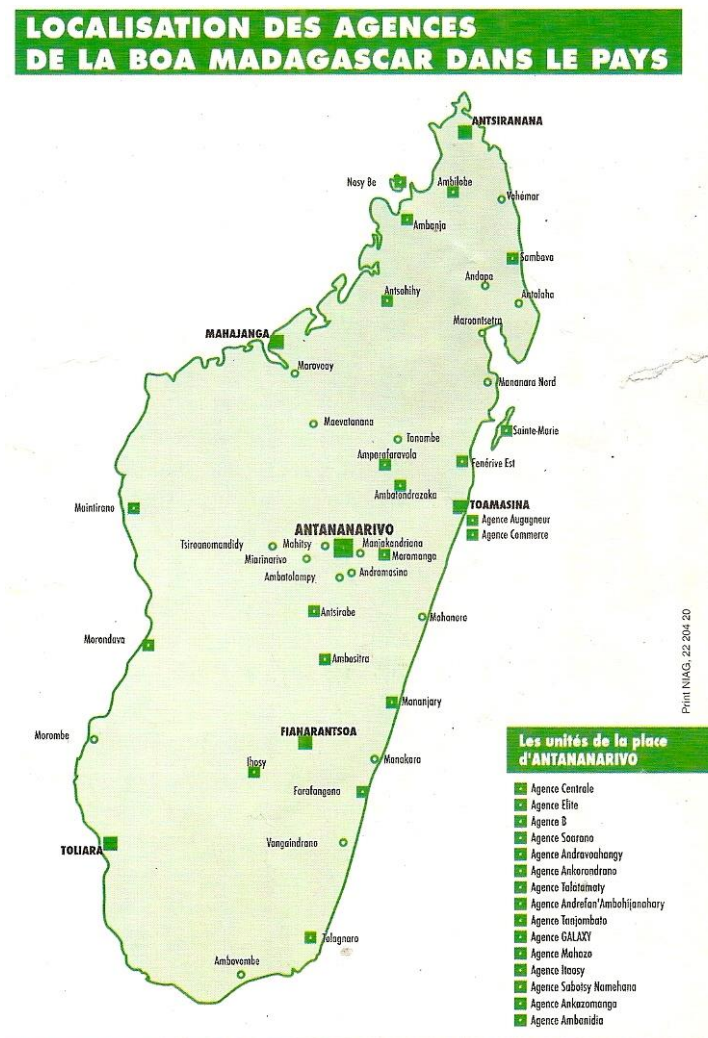 LOCALISATION DES AGENCES
DE LA BOA MADAGASCAR DANS LE PAYS
ANTSIRANANA
Nosy Be
Ambilobe
Vohémar
Ambanja
Sambava
Andapa
Antsohihy
Antalaha
Maroantsetra
MAHAJANGA
Marovoay
Mananara Nord
Maevatanana
Sainte-Marie
Tanambe
Amparafaravola
Fenérive Est
Ambatondrazaka
Maintirano
TOAMASINA
Agence Augagneur
Agence Commerce
ANTANANARIVO
Tsiroanomandidy
Mahitsy
Manjakandriana
Miarinarivo
Moramanga
Ambatolampy
Andramasina
Antsirabe
Mahanoro
Morondava
Ambositra
Mananjary
Morombe
FIANARANTSOA
Manakara
Ihosy
Farafangana
TOLIARA
Vangaindrano
Tolagnaro
Ambovombe
Print NIAG, 22 204 20
Les unités de la place
d'ANTANANARIVO
Agence Centrale
Agence Elite
Agence B
Agence Soarano
Agence Andravoahangy
Agence Ankorondrano
Agence Talatamaty
Agence Andrefan'Ambohijanahary
Agence Tanjombato
Agence GALAXY
Agence Mahazo
Agence Itaosy
Agence Sabotsy Namehana
Agence Ankazomanga
Agence Ambanidia